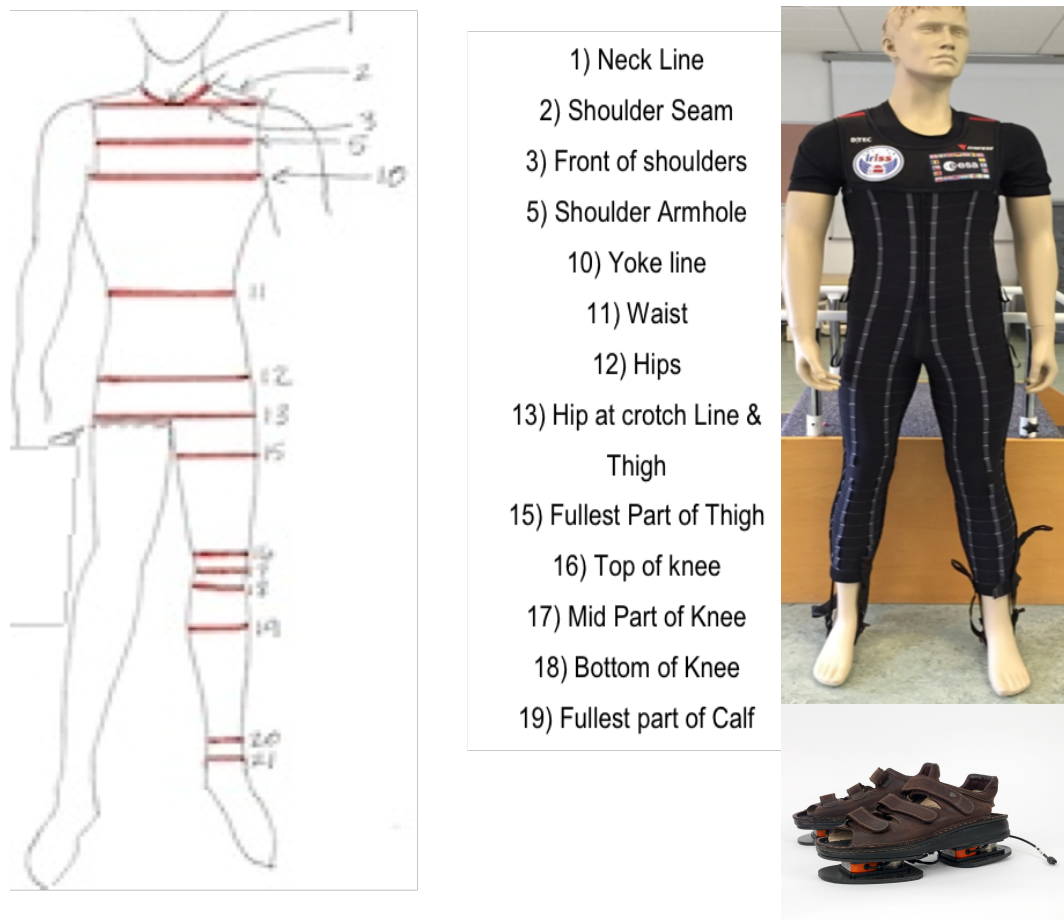 1
2
3
5
10
11
12
13
15
19
20
21
1) Neck Line
2) Shoulder Seam
3) Front of shoulders
5) Shoulder Armhole
10) Yoke line
11) Waist
12) Hips
13) Hip at crotch Line &
Thigh
15) Fullest Part of Thigh
16) Top of knee
17) Mid Part of Knee
18) Bottom of Knee
19) Fullest part of Calf
iriss
esa